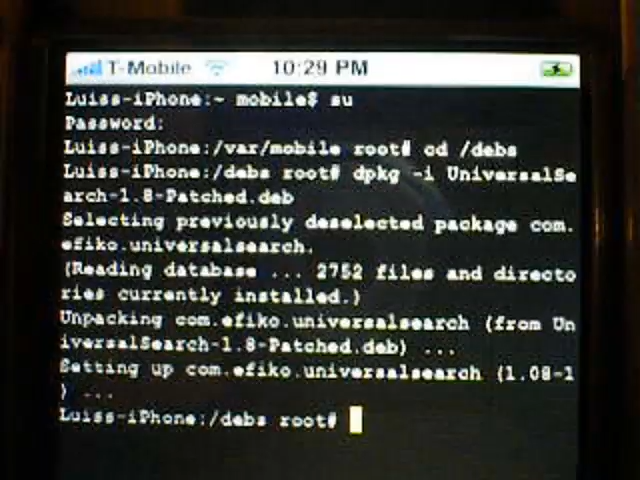 T-Mobile 10:29 PM
Luiss-iPhone:~ mobile$ su
Password:
Luiss-iPhone:/var/mobile root# cd /debs
Luiss-iPhone:/debs root# dpkg -i UniversalSe
arch-1.8-Patched.deb
Selecting previously deselected package com.
efiko.universalsearch.
(Reading database ... 2752 files and directo
ries currently installed.)
Unpacking com.efiko.universalsearch (from Un
iversalSearch-1.8-Patched.deb) ...
Setting up com.efiko.universalsearch (1.08-1
) ...
Luiss-iPhone:/debs root#